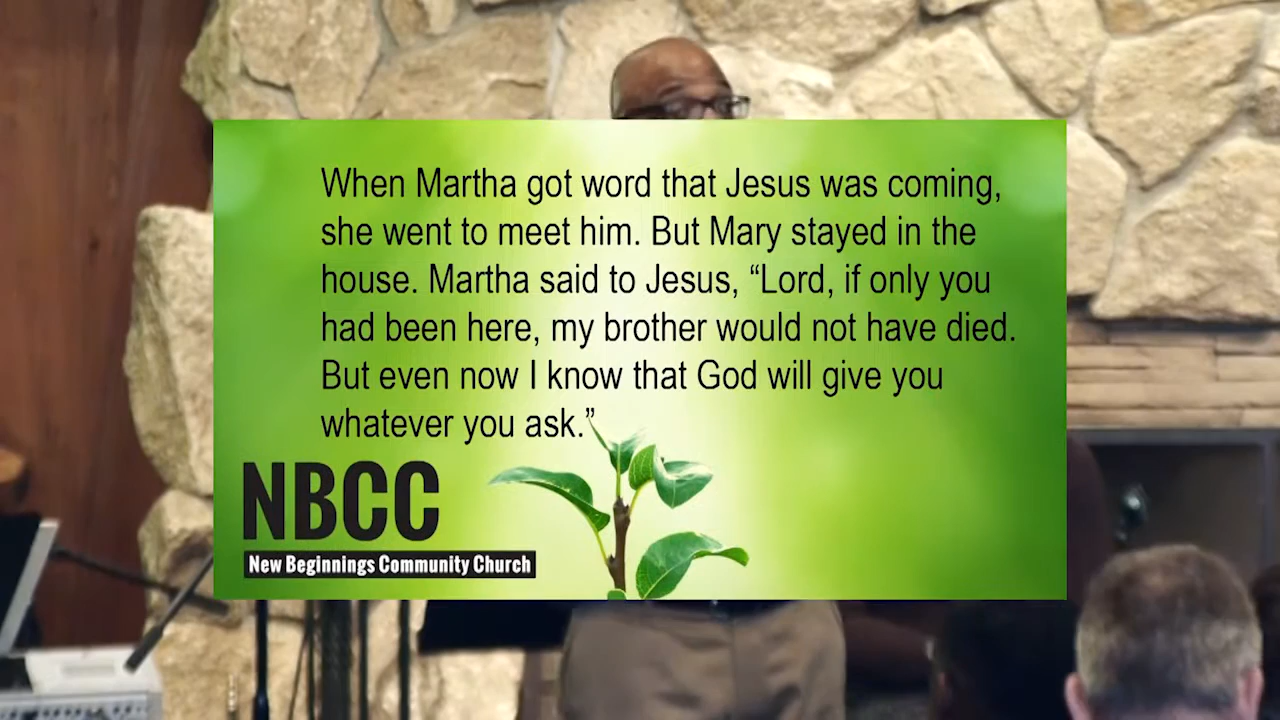 When Martha got word that Jesus was coming,
she went to meet him. But Mary stayed in the
house. Martha said to Jesus, “Lord, if only you
had been here, my brother would not have died.
But even now I know that God will give you
whatever you ask.”
NBCC
New Beginnings Community Church